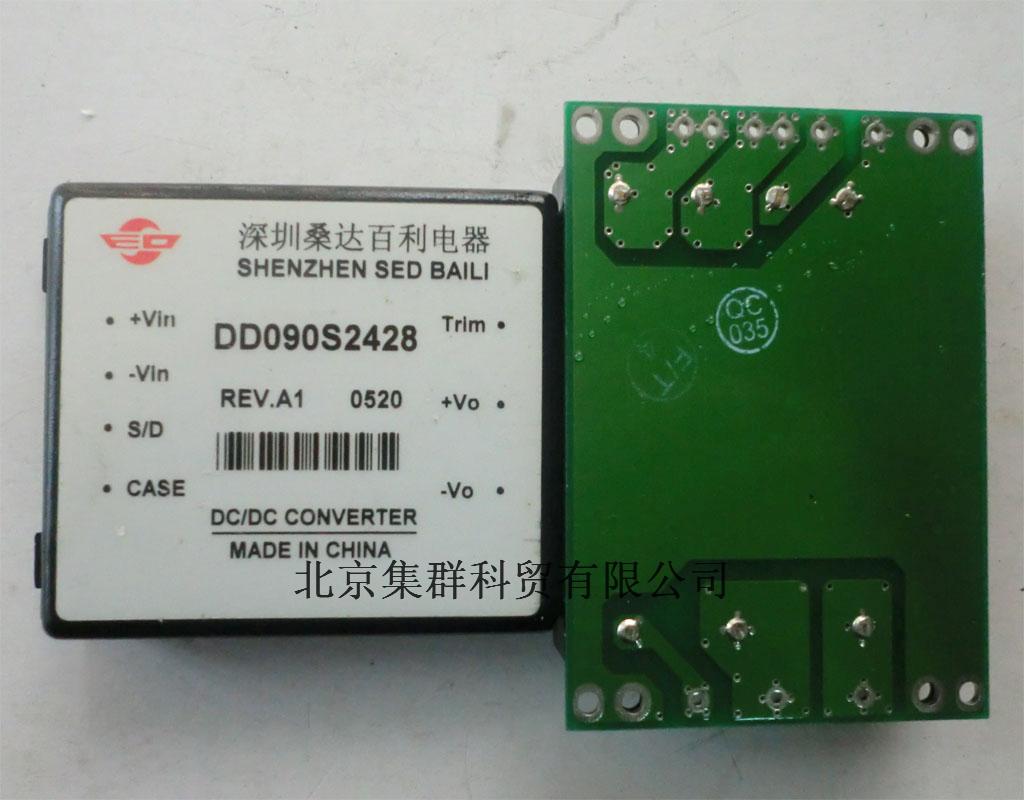 深圳桑达百利电器
SHENZHEN SED BAILI
+Vin
Trim
DD090S2428
-Vin
REV.A1 0520
+Vo
S/D
CASE
-Vo
DC/DC CONVERTER
MADE IN CHINA
北京集群科贸有限公司
QC
035
F/T